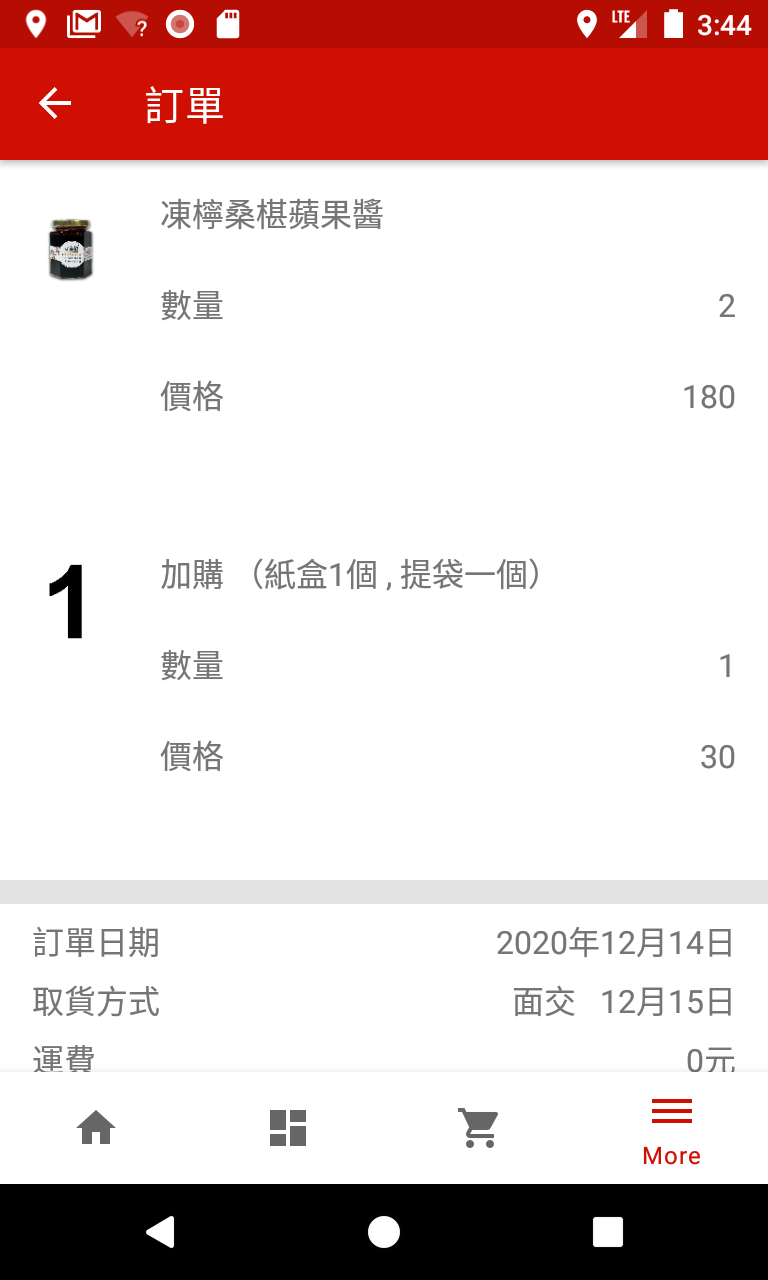 LTE 3:44
訂單
凍檸桑椹蘋果醬
數量 2
價格 180
1
加購 （紙盒1個 , 提袋一個）
數量 1
價格 30
訂單日期 2020年12月14日
取貨方式 面交 12月15日
運費 0元
More